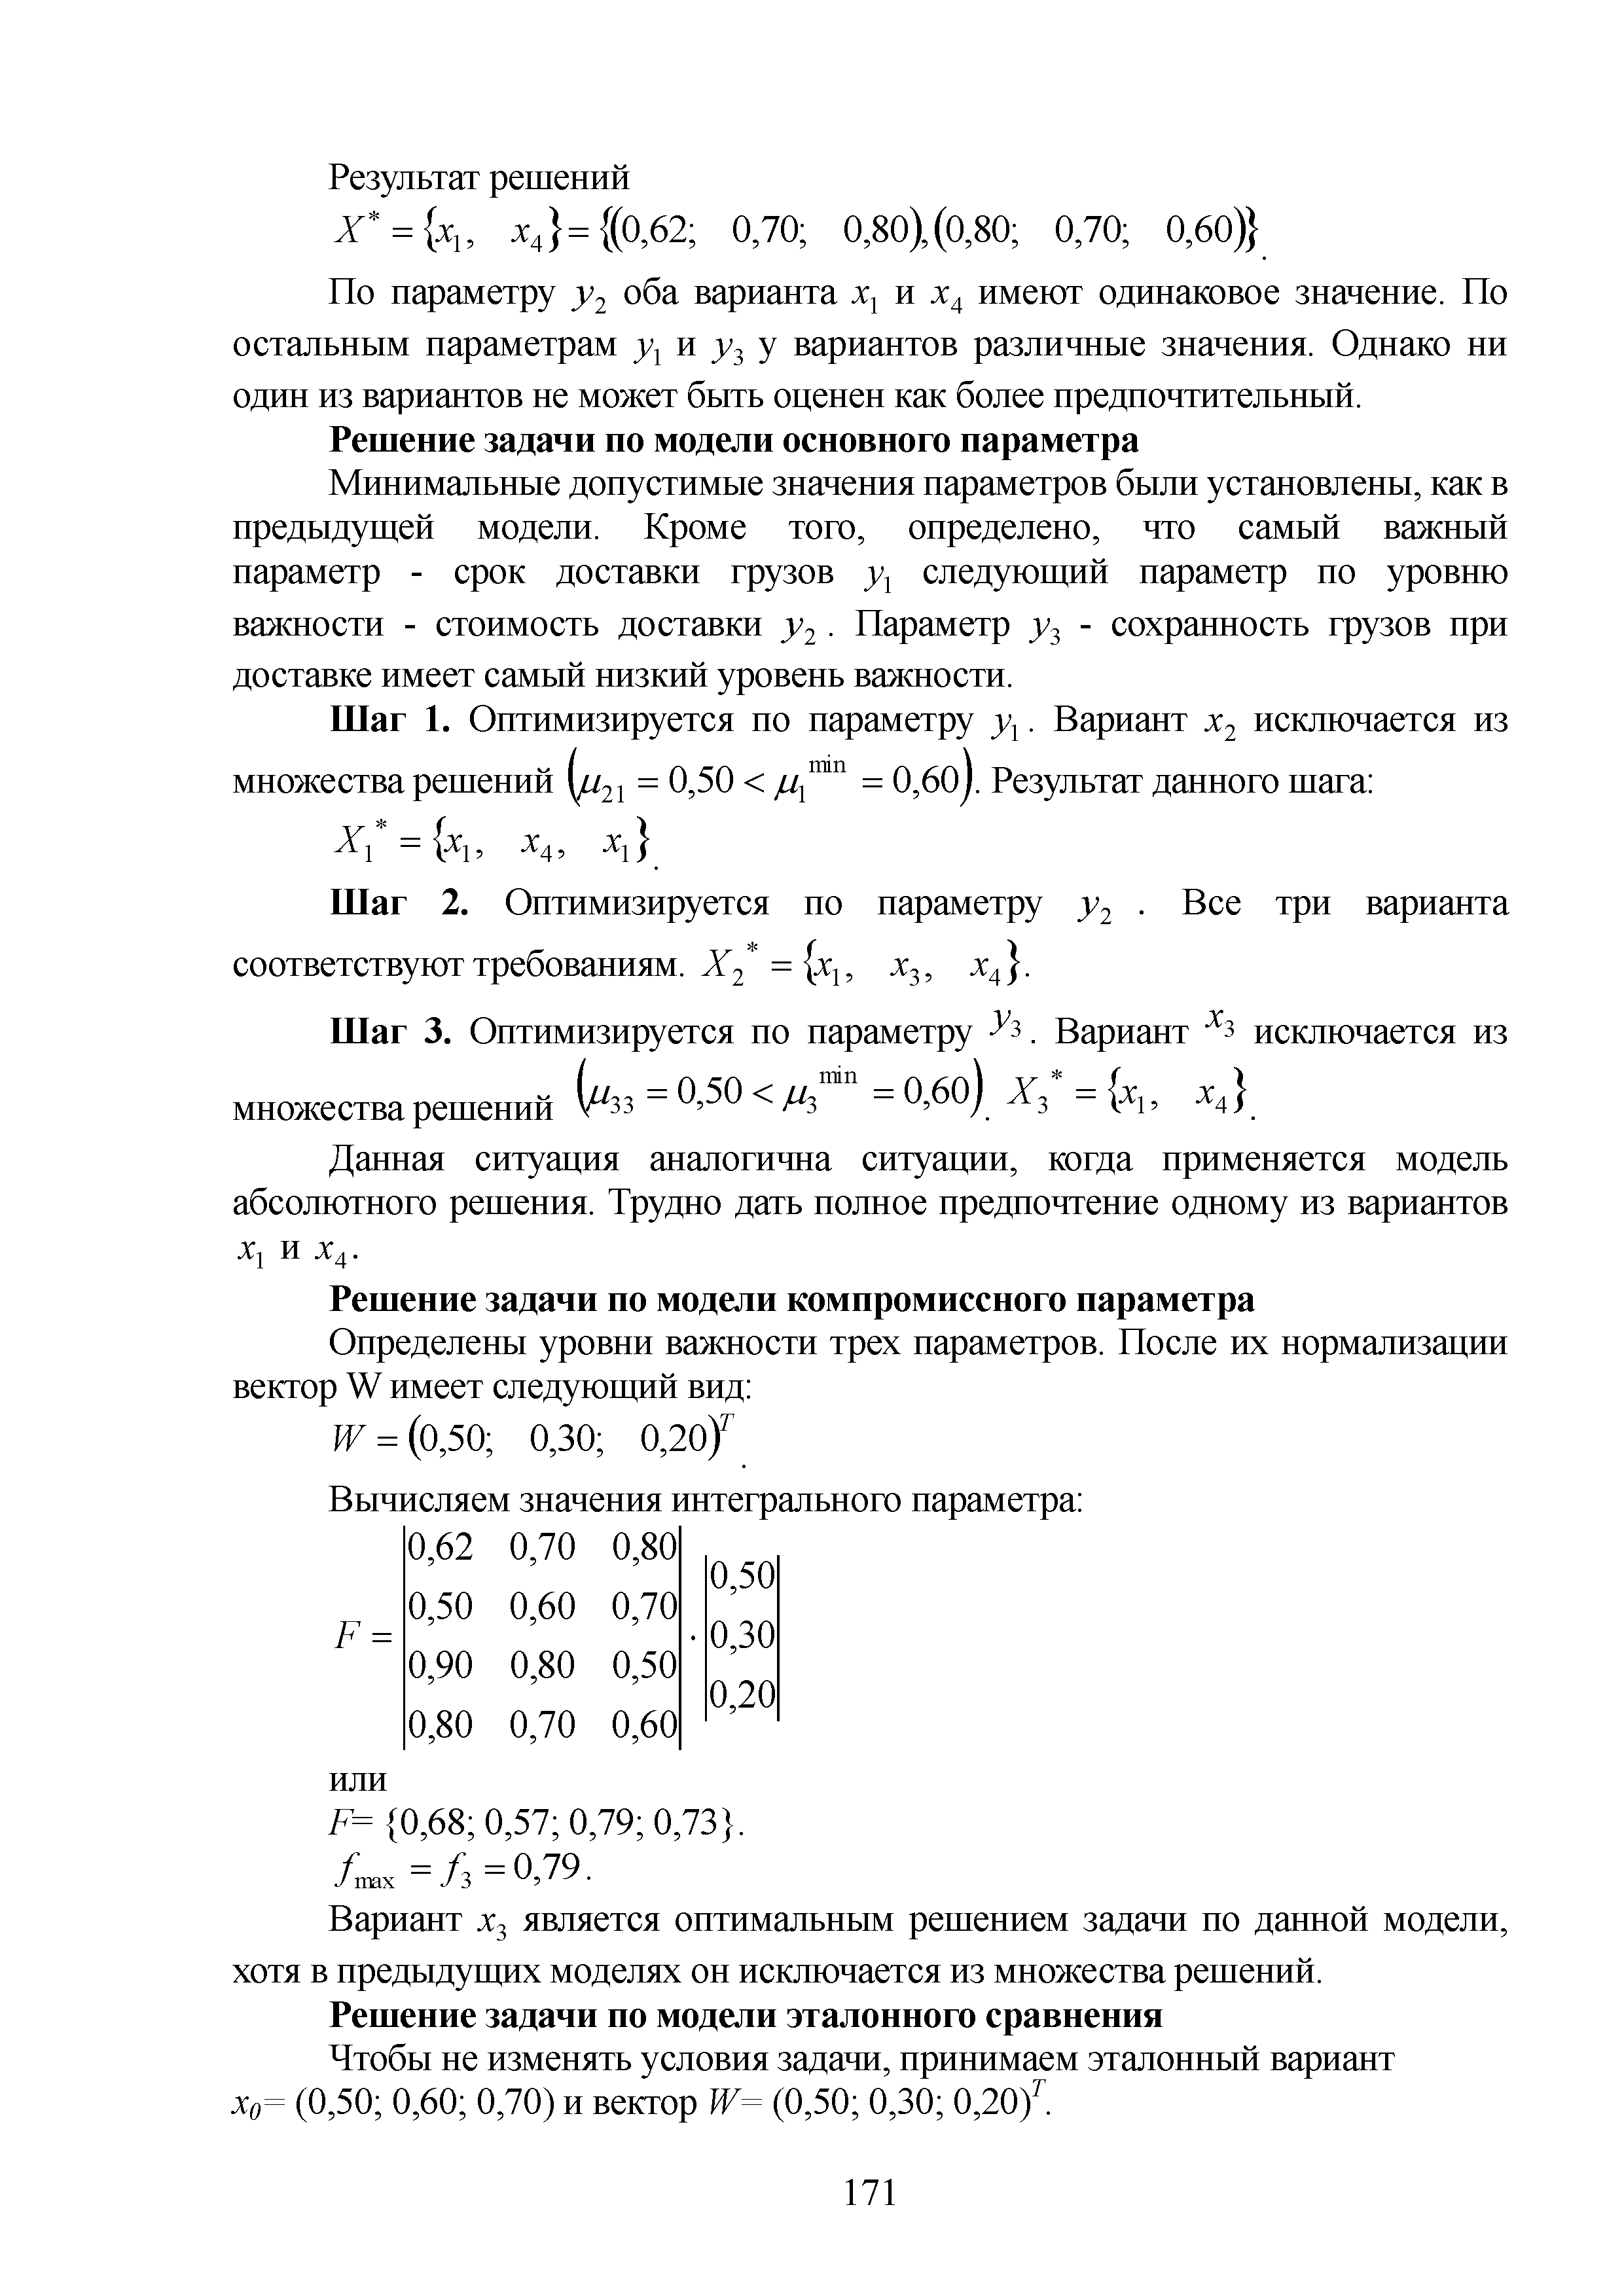 Результат решений
X* = {x₁, x₄} = {(0,62; 0,70; 0,80),(0,80; 0,70; 0,60)}.
По параметру y₂ оба варианта x₁ и x₄ имеют одинаковое значение. По
остальным параметрам y₁ и y₃ у вариантов различные значения. Однако ни
один из вариантов не может быть оценен как более предпочтительный.
Решение задачи по модели основного параметра
Минимальные допустимые значения параметров были установлены, как в
предыдущей модели. Кроме того, определено, что самый важный
параметр - срок доставки грузов y₁ следующий параметр по уровню
важности - стоимость доставки y₂ . Параметр y₃ - сохранность грузов при
доставке имеет самый низкий уровень важности.
Шаг 1. Оптимизируется по параметру y₁. Вариант x₂ исключается из
множества решений (μ₂₁ = 0,50 < μ₁ᵐⁱⁿ = 0,60). Результат данного шага:
X₁* = {x₁, x₄, x₁}.
Шаг 2. Оптимизируется по параметру y₂ . Все три варианта
соответствуют требованиям. X₂* = {x₁, x₃, x₄}.
Шаг 3. Оптимизируется по параметру y₃. Вариант x₃ исключается из
множества решений (μ₃₃ = 0,50 < μ₃ᵐⁱⁿ = 0,60). X₃* = {x₁, x₄}.
Данная ситуация аналогична ситуации, когда применяется модель
абсолютного решения. Трудно дать полное предпочтение одному из вариантов
x₁ и x₄.
Решение задачи по модели компромиссного параметра
Определены уровни важности трех параметров. После их нормализации
вектор W имеет следующий вид:
W = (0,50; 0,30; 0,20)ᵀ.
Вычисляем значения интегрального параметра:
F = |0,62 0,70 0,80| · |0,50|
|0,50 0,60 0,70| |0,30|
|0,90 0,80 0,50| |0,20|
|0,80 0,70 0,60|
или
F= {0,68; 0,57; 0,79; 0,73}.
f max = f₃ = 0,79.
Вариант x₃ является оптимальным решением задачи по данной модели,
хотя в предыдущих моделях он исключается из множества решений.
Решение задачи по модели эталонного сравнения
Чтобы не изменять условия задачи, принимаем эталонный вариант
x₀= (0,50; 0,60; 0,70) и вектор W= (0,50; 0,30; 0,20)ᵀ.
171